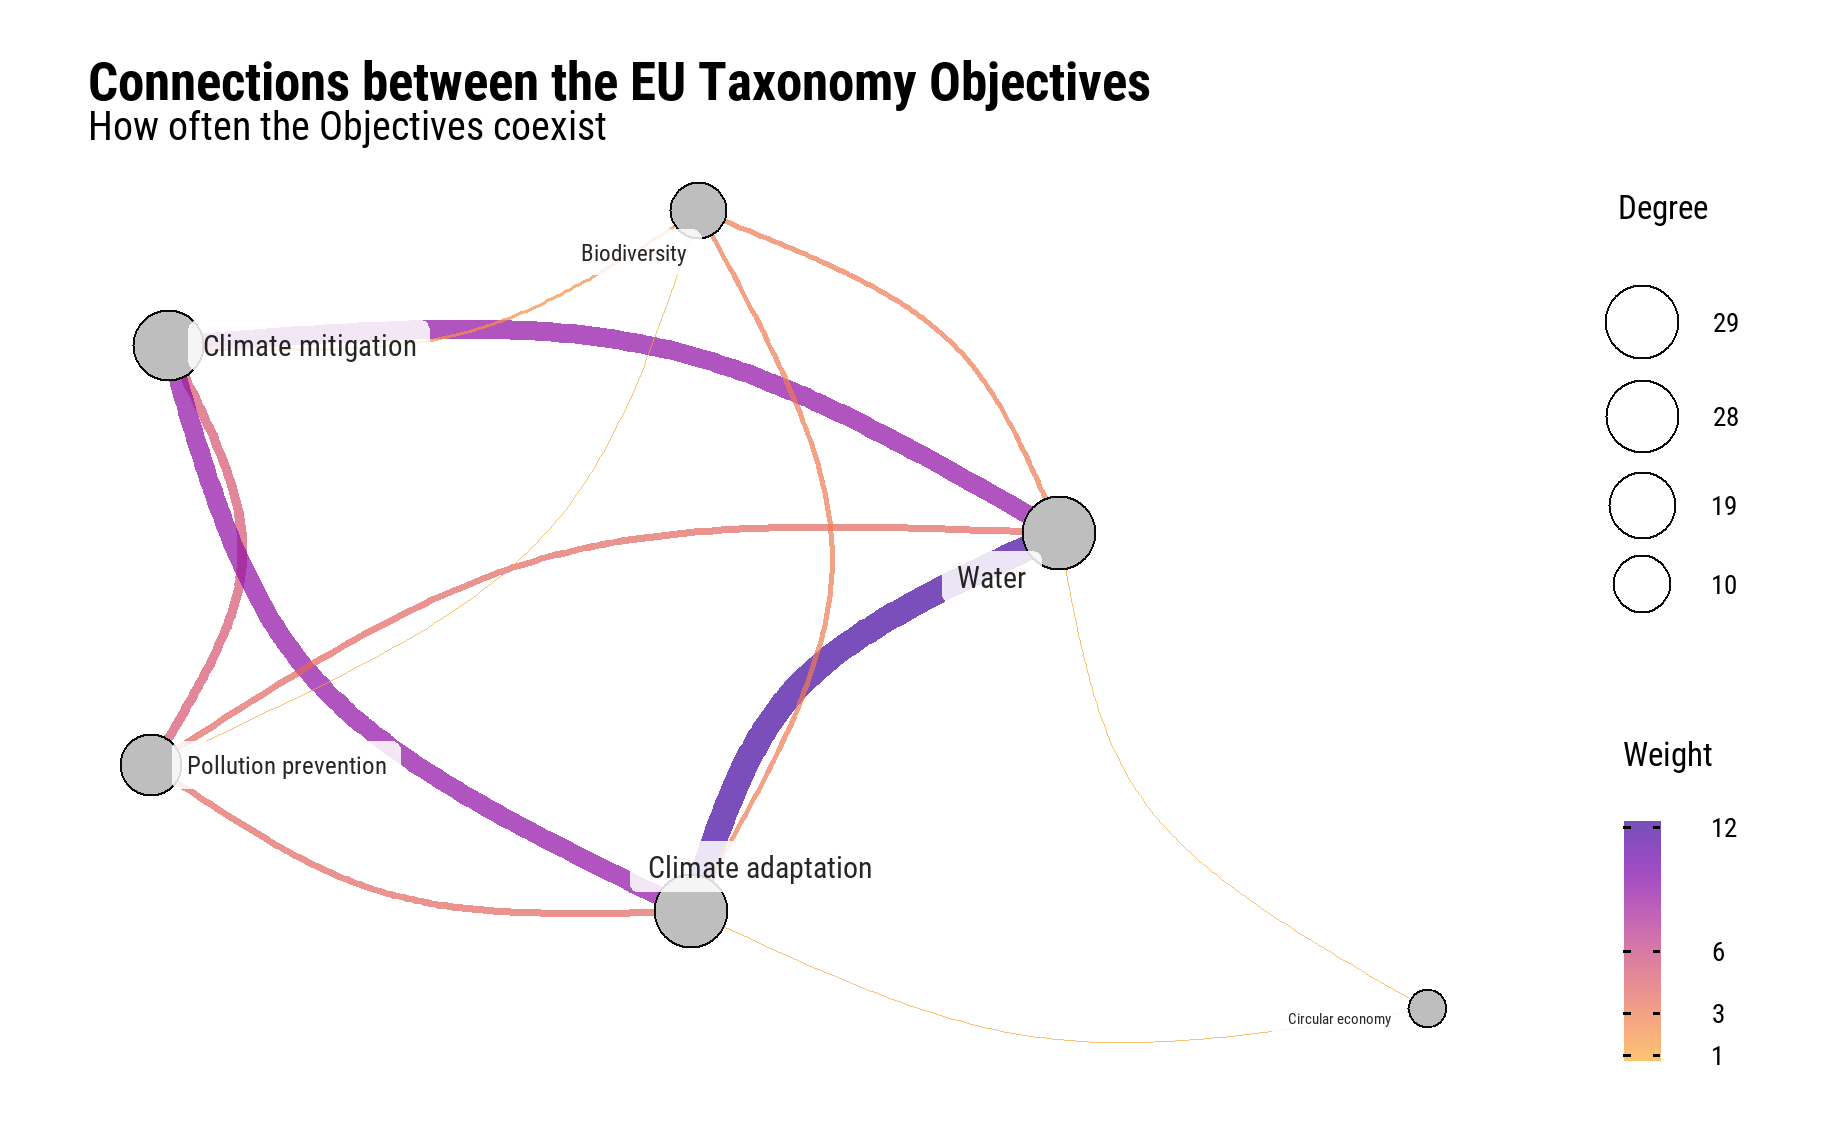 Connections between the EU Taxonomy Objectives
How often the Objectives coexist
Biodiversity
Climate mitigation
Water
Pollution prevention
Climate adaptation
Circular economy
Degree
29
28
19
10
Weight
12
6
3
1